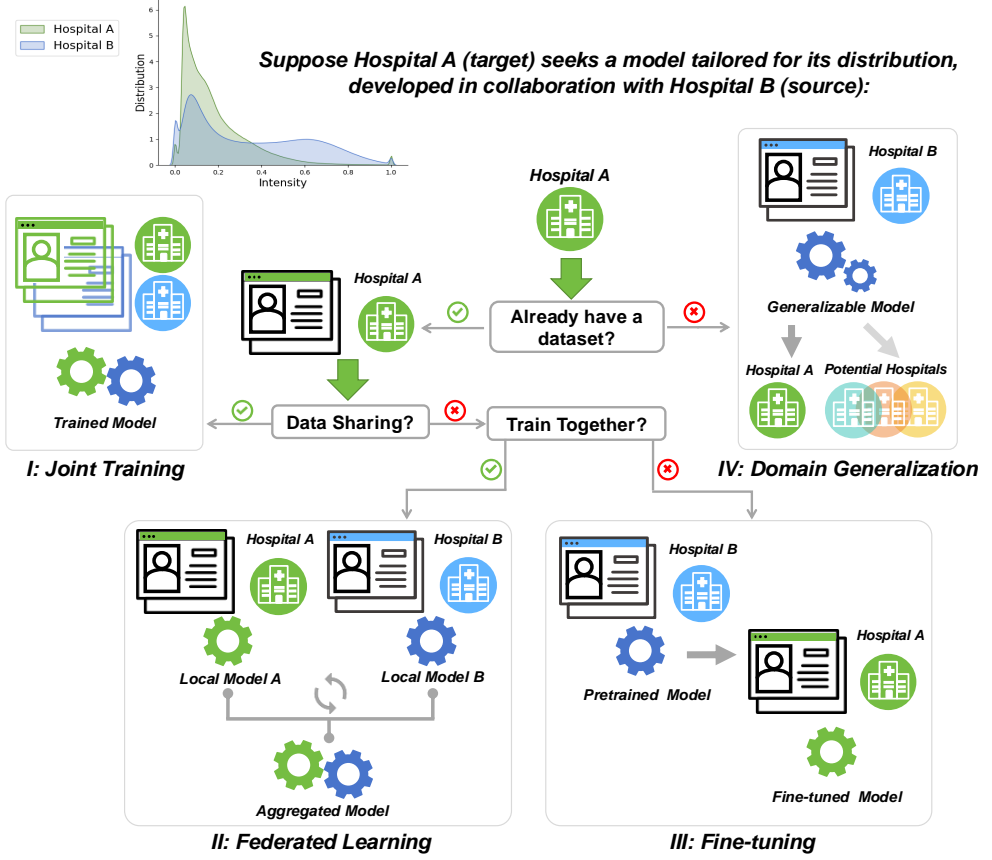 Hospital A
Hospital B
Distribution
6
5
4
3
2
1
0
0.0 0.2 0.4 0.6 0.8 1.0
Intensity
Suppose Hospital A (target) seeks a model tailored for its distribution,
developed in collaboration with Hospital B (source):
Hospital A
Already have a
dataset?
Hospital A
Data Sharing?
Train Together?
Trained Model
I: Joint Training
Hospital B
Generalizable Model
Hospital A
Potential Hospitals
IV: Domain Generalization
Hospital A
Hospital B
Local Model A
Local Model B
Aggregated Model
II: Federated Learning
Hospital B
Pretrained Model
Hospital A
Fine-tuned Model
III: Fine-tuning